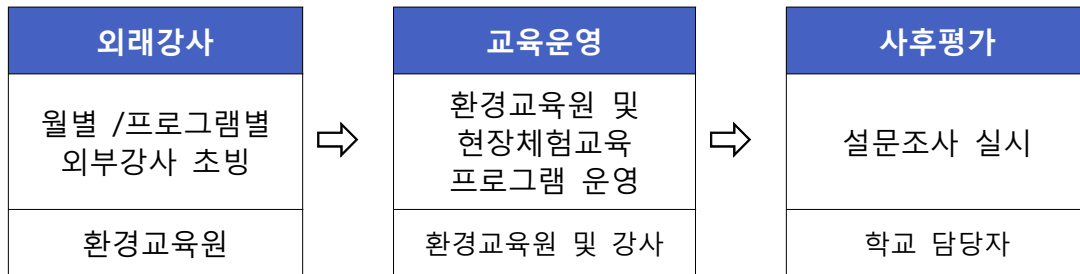 외래강사
월별 /프로그램별
외부강사 초빙
환경교육원
⇨
교육운영
환경교육원 및
현장체험교육
프로그램 운영
환경교육원 및 강사
⇨
사후평가
설문조사 실시
학교 담당자